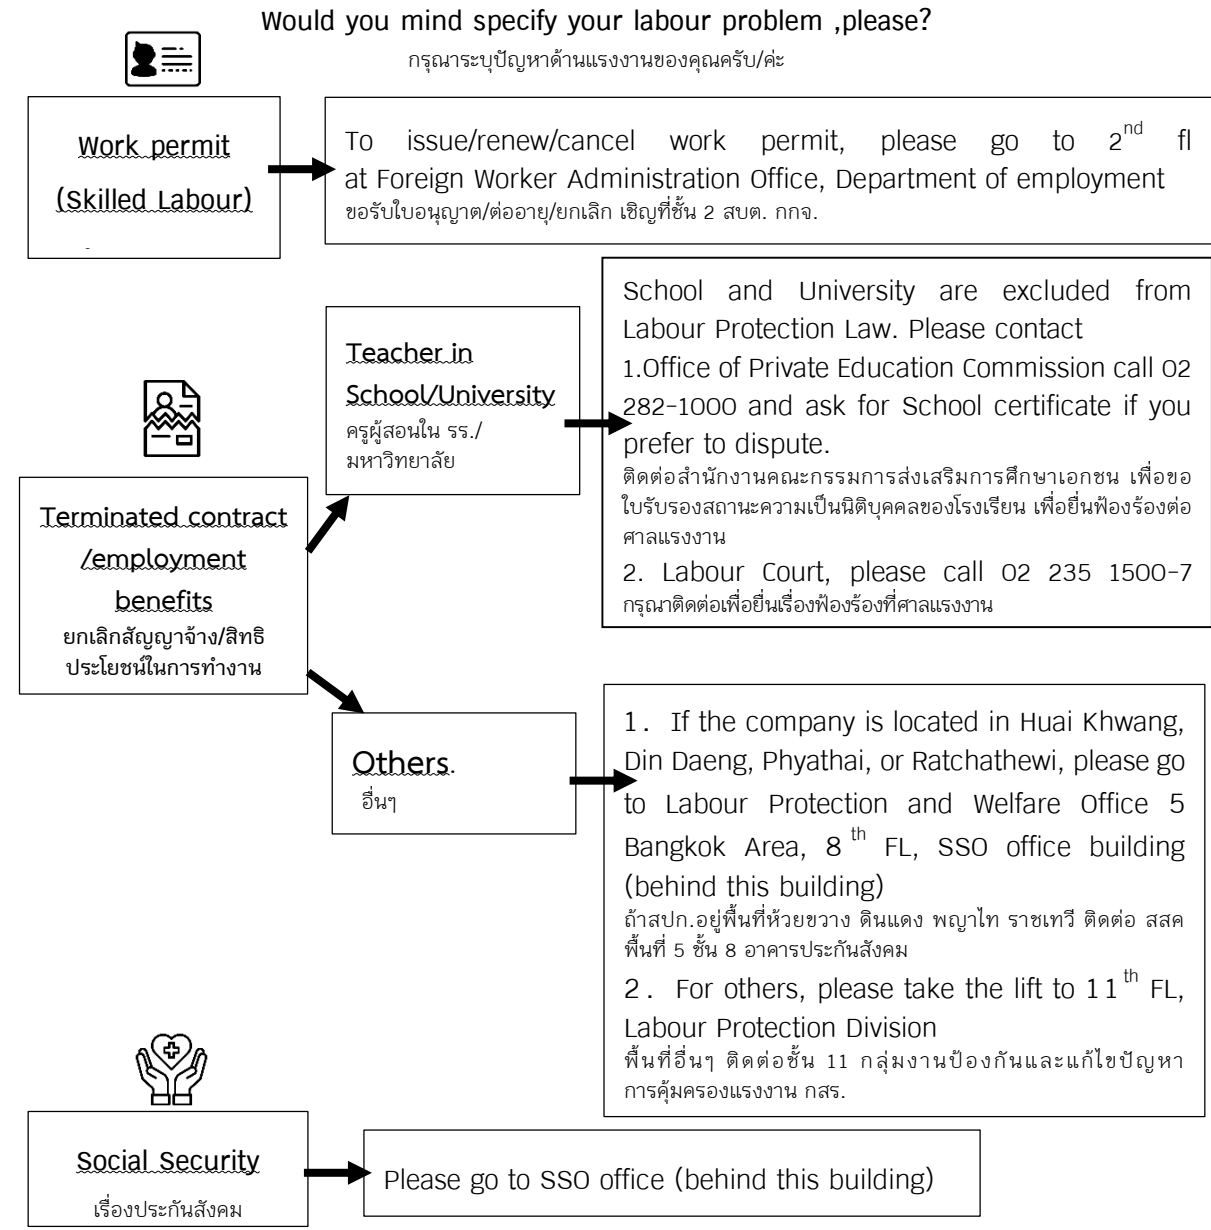 Would you mind specify your labour problem ,please?
กรุณาระบุปัญหาด้านแรงงานของคุณครับ/ค่ะ
Work permit
(Skilled Labour)
To issue/renew/cancel work permit, please go to 2nd fl
at Foreign Worker Administration Office, Department of employment
ขอรับใบอนุญาต/ต่ออายุ/ยกเลิก เชิญที่ชั้น 2 สบต. กกจ.
Terminated contract
/employment
benefits
ยกเลิกสัญญาจ้าง/สิทธิ
ประโยชน์ในการทำงาน
Teacher in
School/University
ครูผู้สอนใน รร./
มหาวิทยาลัย
School and University are excluded from
Labour Protection Law. Please contact
1.Office of Private Education Commission call 02
282-1000 and ask for School certificate if you
prefer to dispute.
ติดต่อสำนักงานคณะกรรมการส่งเสริมการศึกษาเอกชน เพื่อขอ
ใบรับรองสถานะความเป็นนิติบุคคลของโรงเรียน เพื่อยื่นฟ้องร้องต่อ
ศาลแรงงาน
2. Labour Court, please call 02 235 1500-7
กรุณาติดต่อเพื่อยื่นเรื่องฟ้องร้องที่ศาลแรงงาน
Others.
อื่นๆ
1. If the company is located in Huai Khwang,
Din Daeng, Phyathai, or Ratchathewi, please go
to Labour Protection and Welfare Office 5
Bangkok Area, 8 th FL, SSO office building
(behind this building)
ถ้าสปก.อยู่พื้นที่ห้วยขวาง ดินแดง พญาไท ราชเทวี ติดต่อ สสค
พื้นที่ 5 ชั้น 8 อาคารประกันสังคม
2. For others, please take the lift to 11th FL,
Labour Protection Division
พื้นที่อื่นๆ ติดต่อชั้น 11 กลุ่มงานป้องกันและแก้ไขปัญหา
การคุ้มครองแรงงาน กสร.
Social Security
เรื่องประกันสังคม
Please go to SSO office (behind this building)